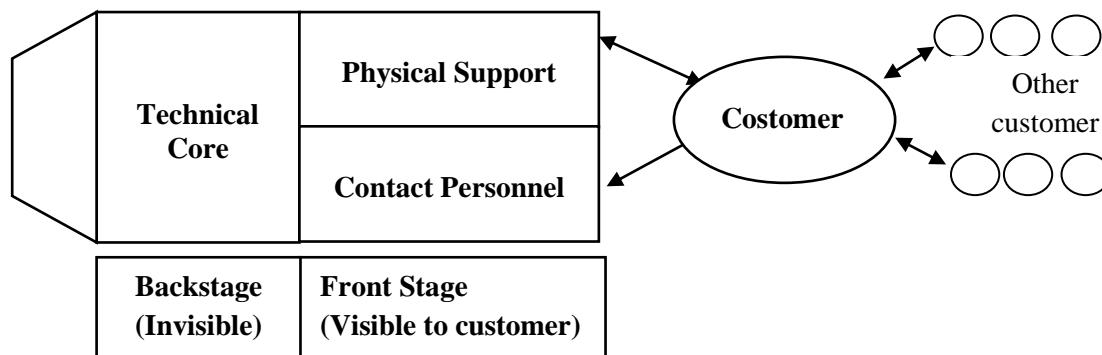 Physical Support
Technical
Core
Contact Personnel
Costomer
Other
customer
Backstage
(Invisible)
Front Stage
(Visible to customer)